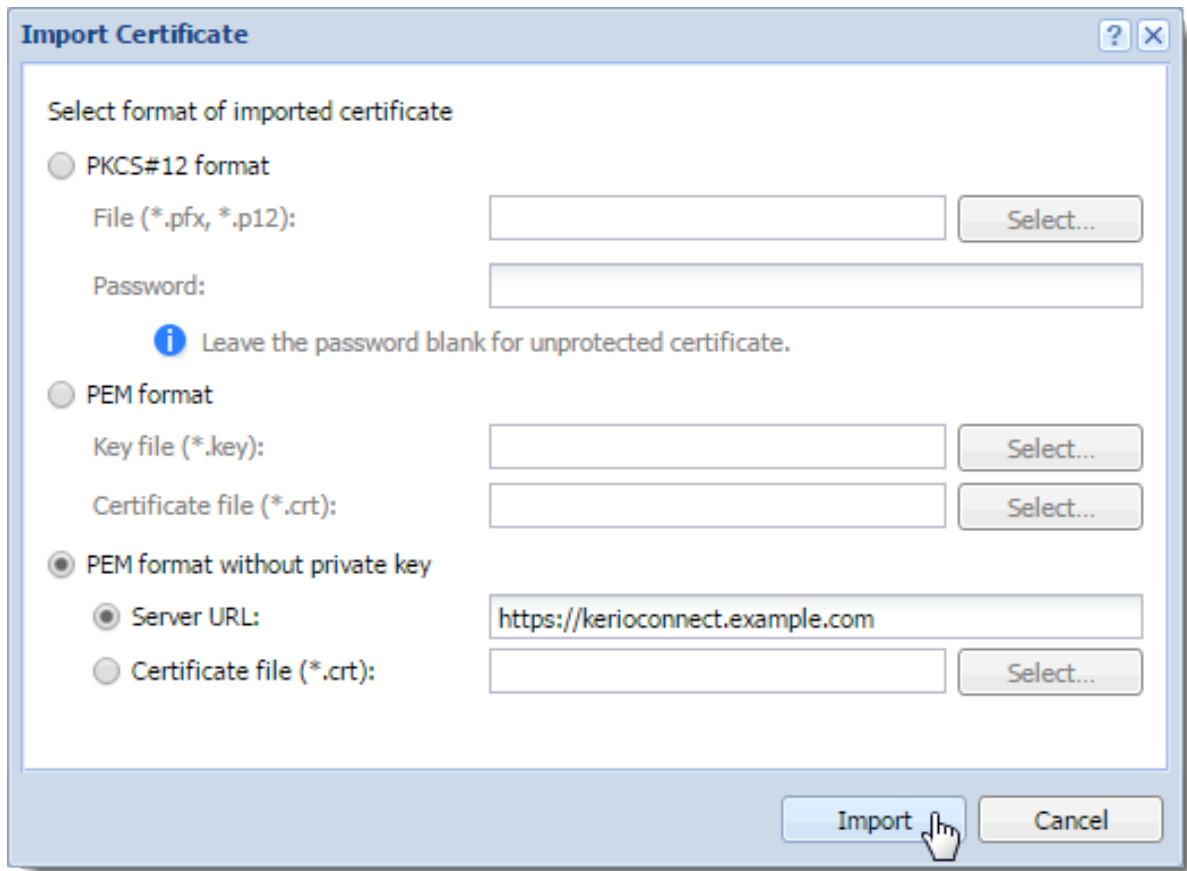 Import Certificate
?
Select format of imported certificate
PKCS#12 format
File (*.pfx, *.p12): Select...
Password:
i Leave the password blank for unprotected certificate.
PEM format
Key file (*.key): Select...
Certificate file (*.crt): Select...
PEM format without private key
Server URL: https://kerioconnect.example.com
Certificate file (*.crt): Select...
Import Cancel